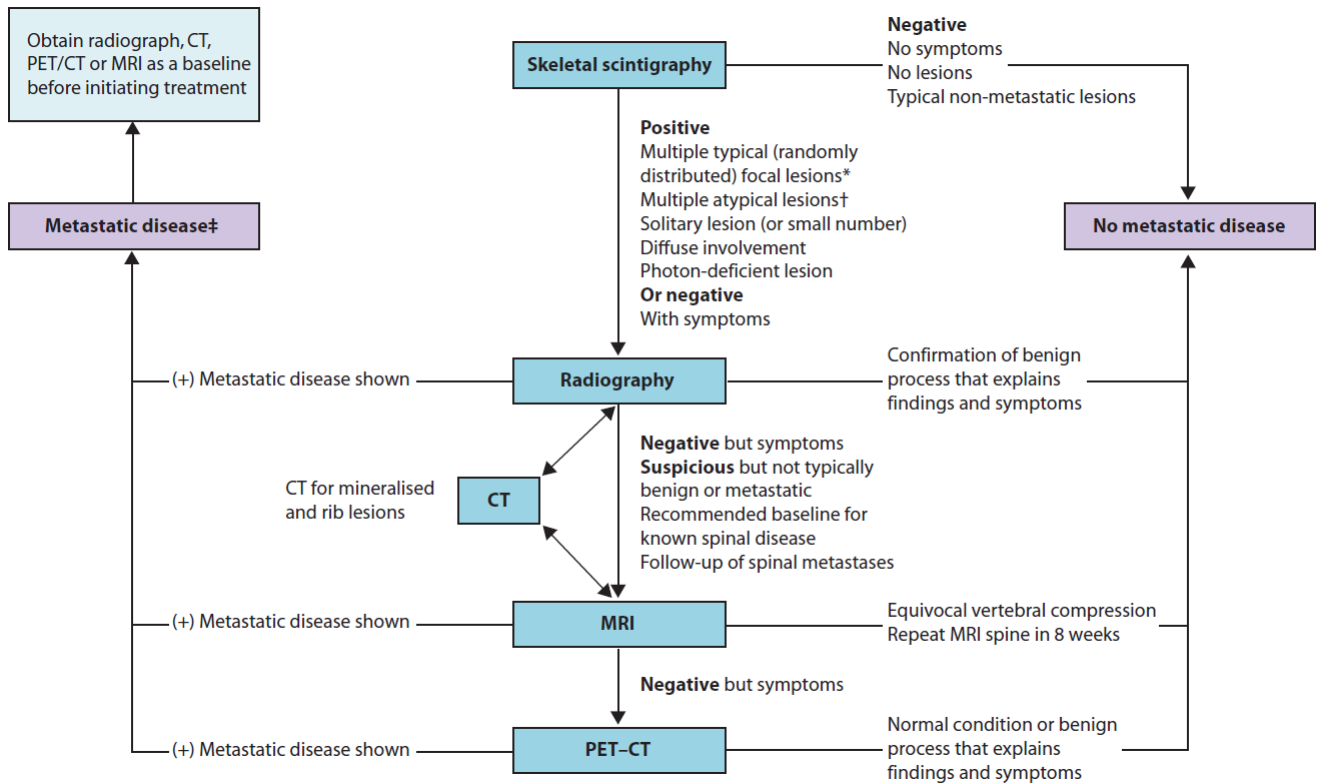 Obtain radiograph, CT,
PET/CT or MRI as a baseline
before initiating treatment
Skeletal scintigraphy
Negative
No symptoms
No lesions
Typical non-metastatic lesions
Positive
Multiple typical (randomly
distributed) focal lesions*
Multiple atypical lesions†
Solitary lesion (or small number)
Diffuse involvement
Photon-deficient lesion
Or negative
With symptoms
Metastatic disease‡
No metastatic disease
(+) Metastatic disease shown
Radiography
Confirmation of benign
process that explains
findings and symptoms
Negative but symptoms
Suspicious but not typically
benign or metastatic
Recommended baseline for
known spinal disease
Follow-up of spinal metastases
CT for mineralised
and rib lesions
CT
(+) Metastatic disease shown
MRI
Equivocal vertebral compression
Repeat MRI spine in 8 weeks
Negative but symptoms
(+) Metastatic disease shown
PET–CT
Normal condition or benign
process that explains
findings and symptoms